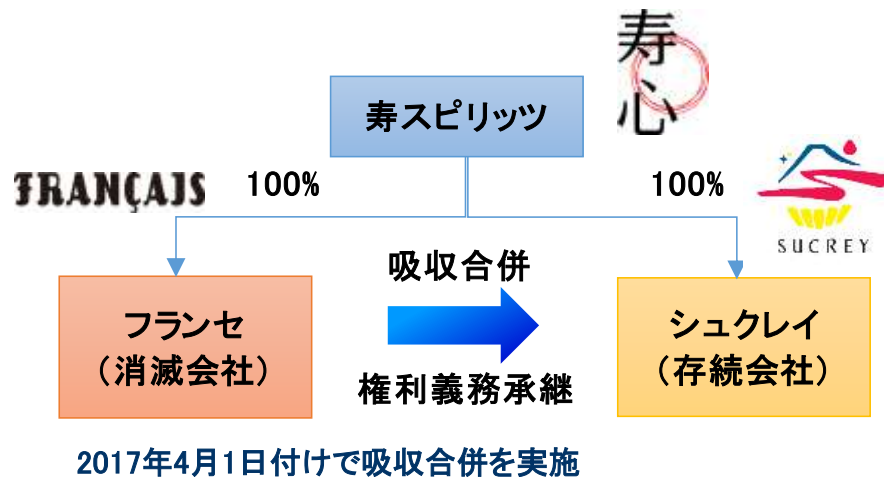 寿心
寿スピリッツ
FRANÇAIS
100%
100%
SUCREY
吸収合併
フランセ
(消滅会社)
シュクレイ
(存続会社)
権利義務承継
2017年4月1日付けで吸収合併を実施